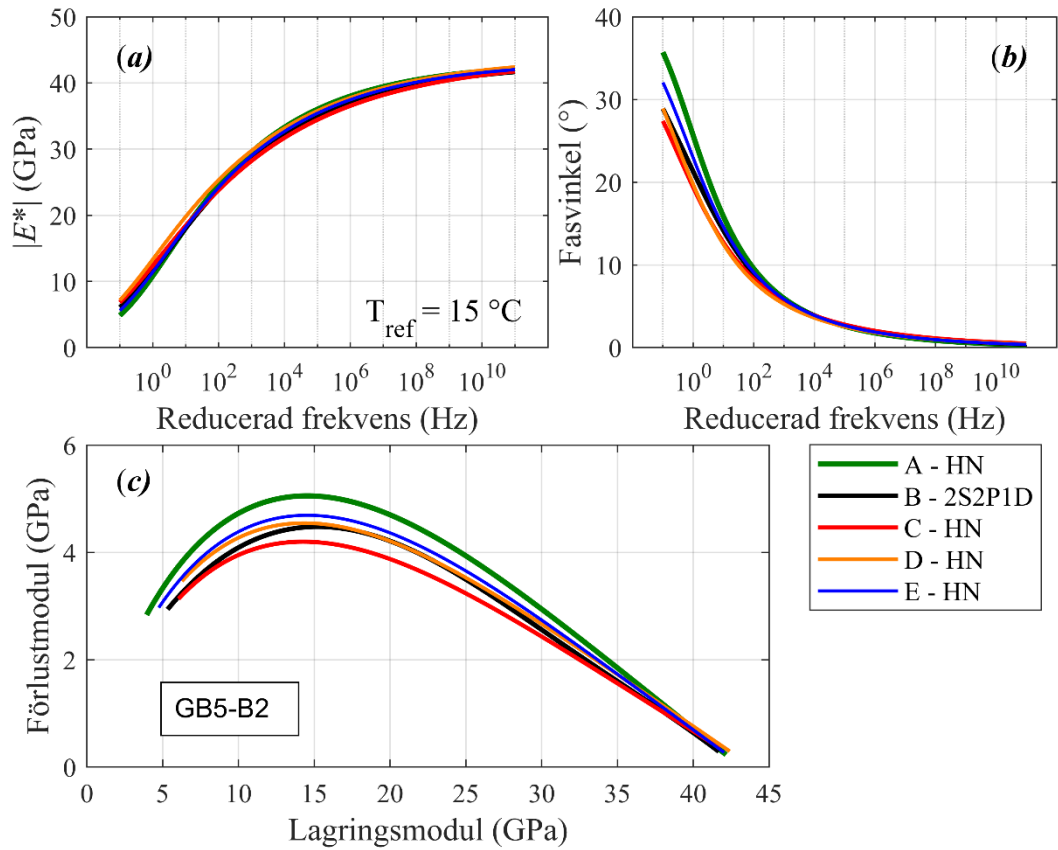 (a)
50
40
30
20
10
0
|E*| (GPa)
T_ref = 15 °C
10^0 10^2 10^4 10^6 10^8 10^10
Reducerad frekvens (Hz)
(b)
40
30
20
10
0
Fasvinkel (°)
10^0 10^2 10^4 10^6 10^8 10^10
Reducerad frekvens (Hz)
(c)
6
4
2
0
Förlustmodul (GPa)
GB5-B2
0 5 10 15 20 25 30 35 40 45
Lagringsmodul (GPa)
A - HN
B - 2S2P1D
C - HN
D - HN
E - HN